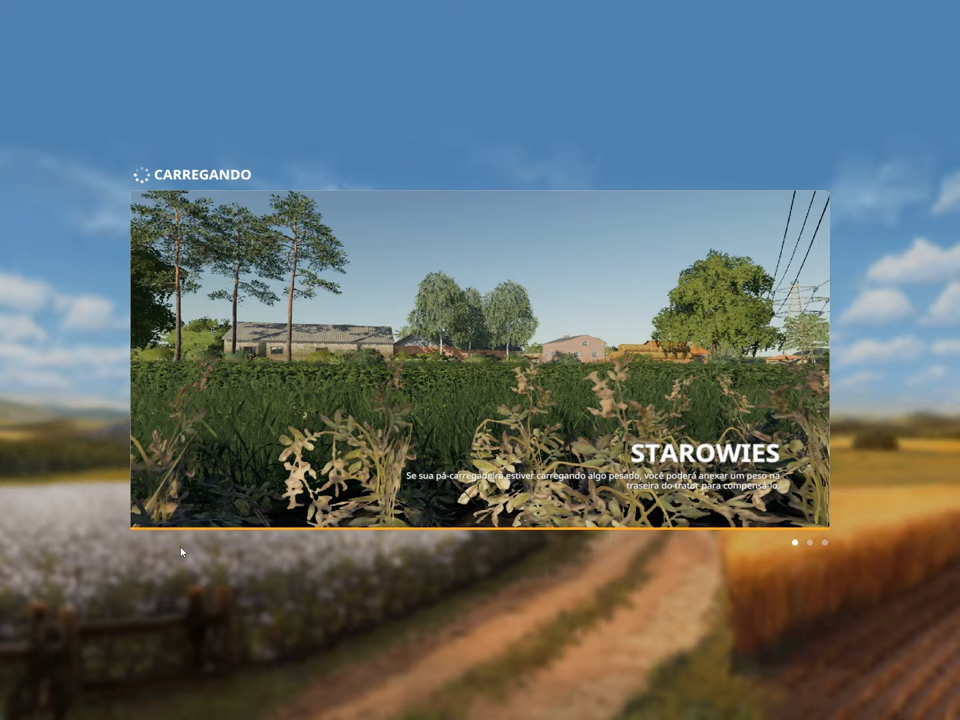 CARREGANDO
STAROWIES
Se sua pá-carregadeira estiver carregando algo pesado, você poderá anexar um peso na
traseira do trator para compensá-lo.